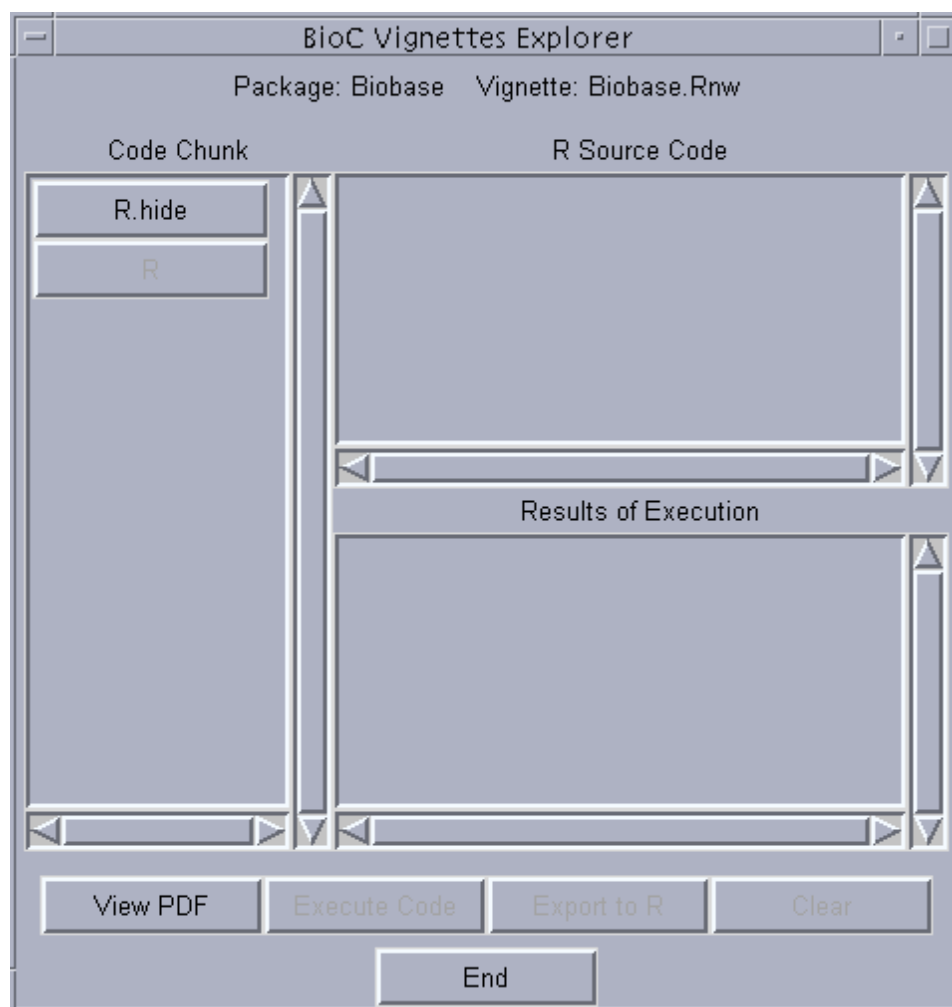 BioC Vignettes Explorer
Package: Biobase Vignette: Biobase.Rnw
Code Chunk
R Source Code
R.hide
R
Results of Execution
View PDF
Execute Code
Export to R
Clear
End